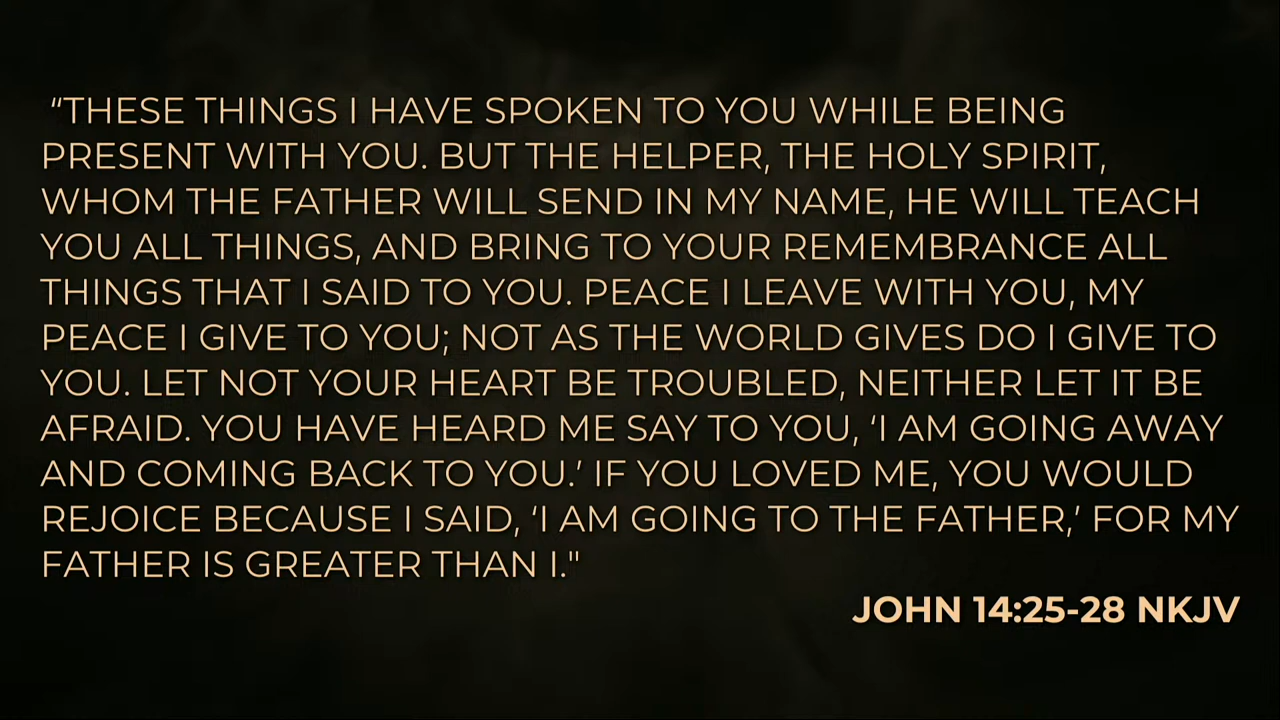 “THESE THINGS I HAVE SPOKEN TO YOU WHILE BEING
PRESENT WITH YOU. BUT THE HELPER, THE HOLY SPIRIT,
WHOM THE FATHER WILL SEND IN MY NAME, HE WILL TEACH
YOU ALL THINGS, AND BRING TO YOUR REMEMBRANCE ALL
THINGS THAT I SAID TO YOU. PEACE I LEAVE WITH YOU, MY
PEACE I GIVE TO YOU; NOT AS THE WORLD GIVES DO I GIVE TO
YOU. LET NOT YOUR HEART BE TROUBLED, NEITHER LET IT BE
AFRAID. YOU HAVE HEARD ME SAY TO YOU, ‘I AM GOING AWAY
AND COMING BACK TO YOU.’ IF YOU LOVED ME, YOU WOULD
REJOICE BECAUSE I SAID, ‘I AM GOING TO THE FATHER,’ FOR MY
FATHER IS GREATER THAN I."
JOHN 14:25-28 NKJV